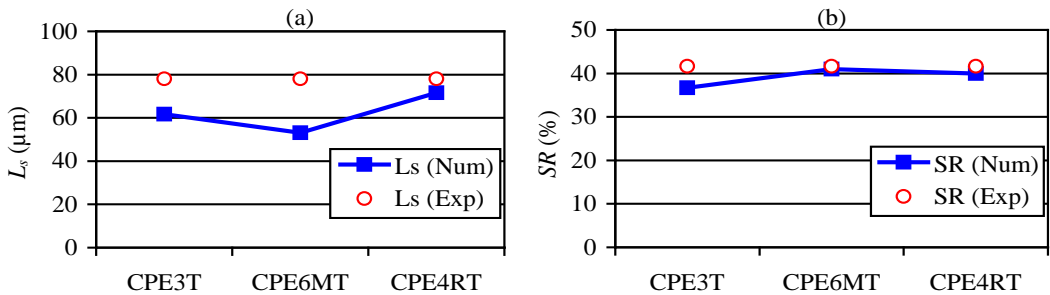 (a)
100
80
60
40
20
0
Ls (µm)
Ls (Num)
Ls (Exp)
CPE3T CPE6MT CPE4RT
(b)
50
40
30
20
10
0
SR (%)
SR (Num)
SR (Exp)
CPE3T CPE6MT CPE4RT